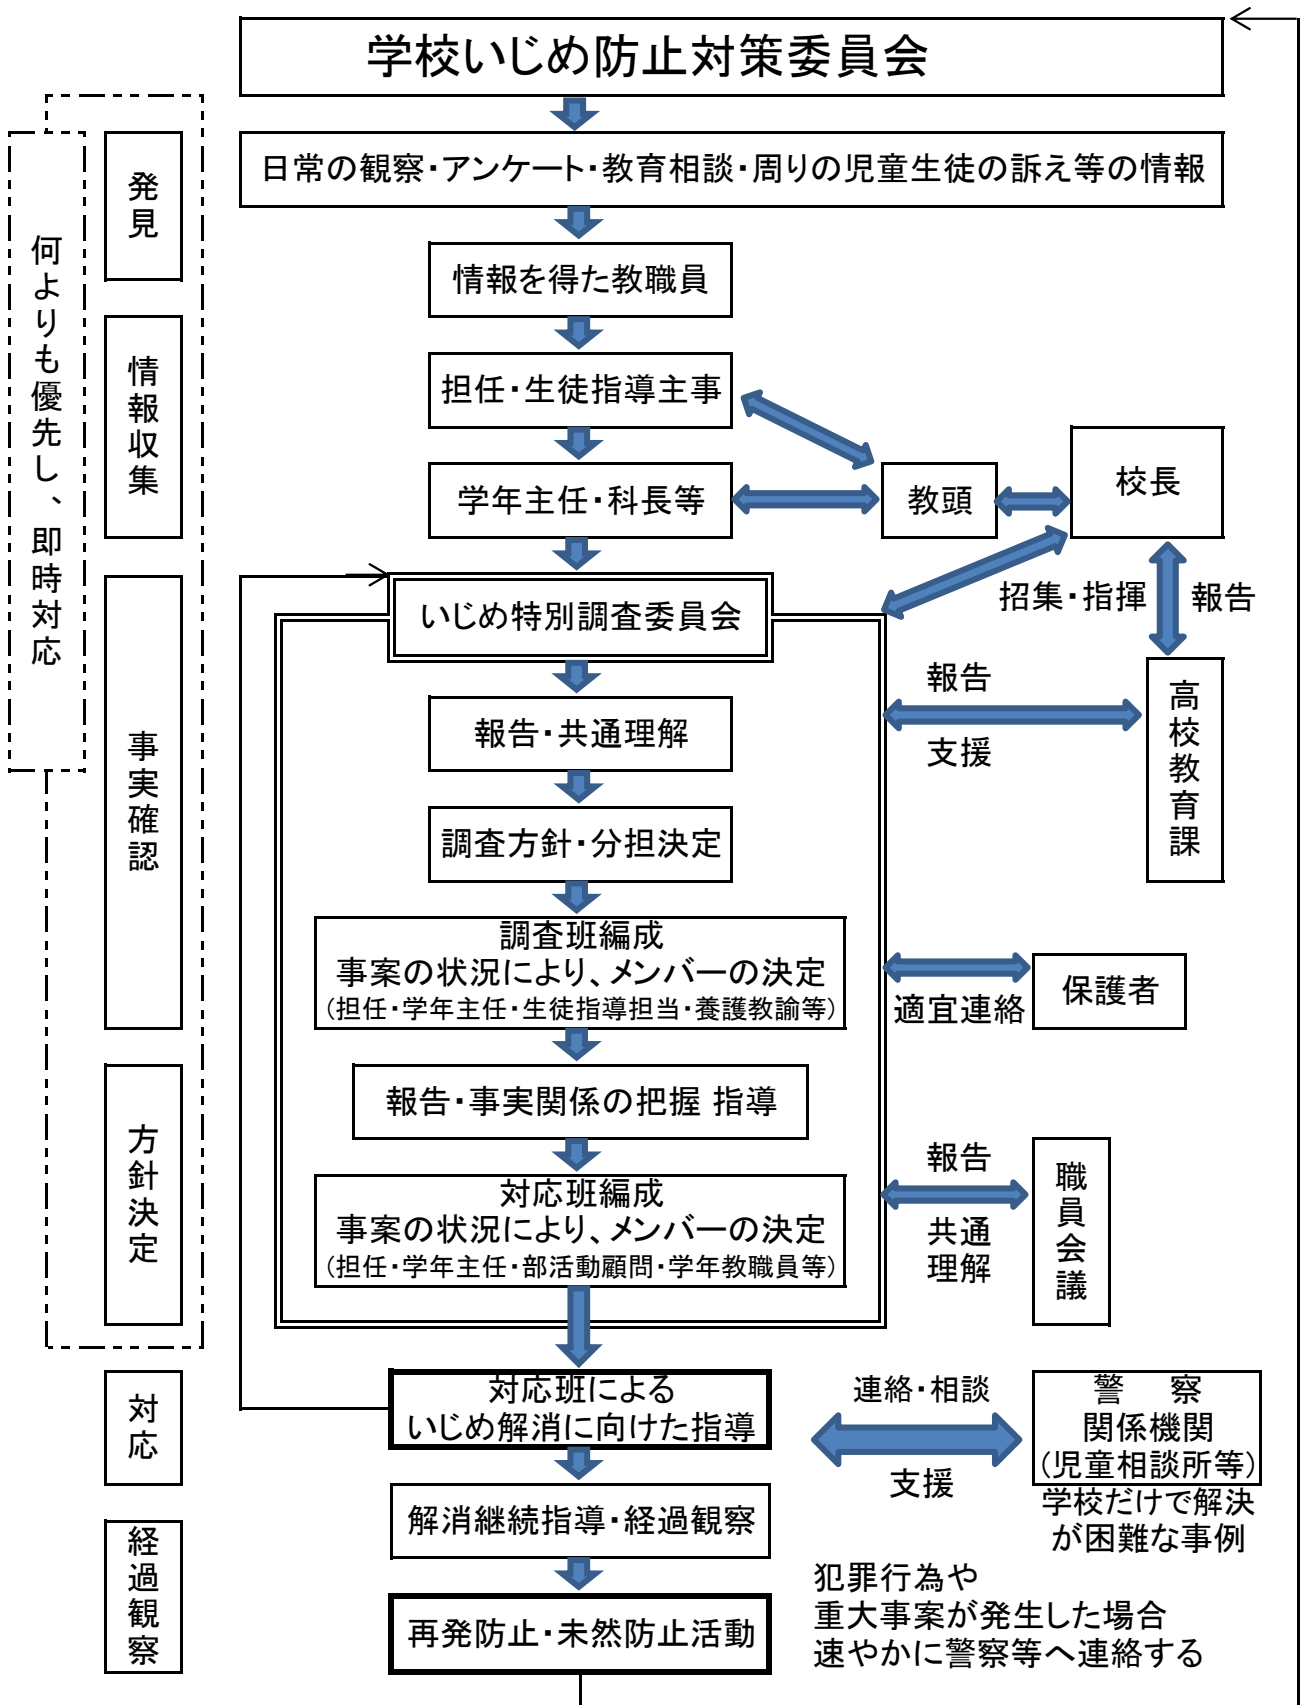 学校いじめ防止対策委員会
日常の観察・アンケート・教育相談・周りの児童生徒の訴え等の情報
何よりも優先し、即時対応
発見
情報を得た教職員
情報収集
担任・生徒指導主事
学年主任・科長等
教頭
校長
招集・指揮
報告
事実確認
いじめ特別調査委員会
報告
支援
高校教育課
報告・共通理解
調査方針・分担決定
調査班編成
事案の状況により、メンバーの決定
(担任・学年主任・生徒指導担当・養護教諭等)
適宜連絡
保護者
方針決定
報告・事実関係の把握 指導
対応班編成
事案の状況により、メンバーの決定
(担任・学年主任・部活動顧問・学年教職員等)
報告
共通
理解
職員会議
対応
対応班による
いじめ解消に向けた指導
連絡・相談
支援
警　察
関係機関
(児童相談所等)
学校だけで解決
が困難な事例
経過観察
解消継続指導・経過観察
再発防止・未然防止活動
犯罪行為や
重大事案が発生した場合
速やかに警察等へ連絡する